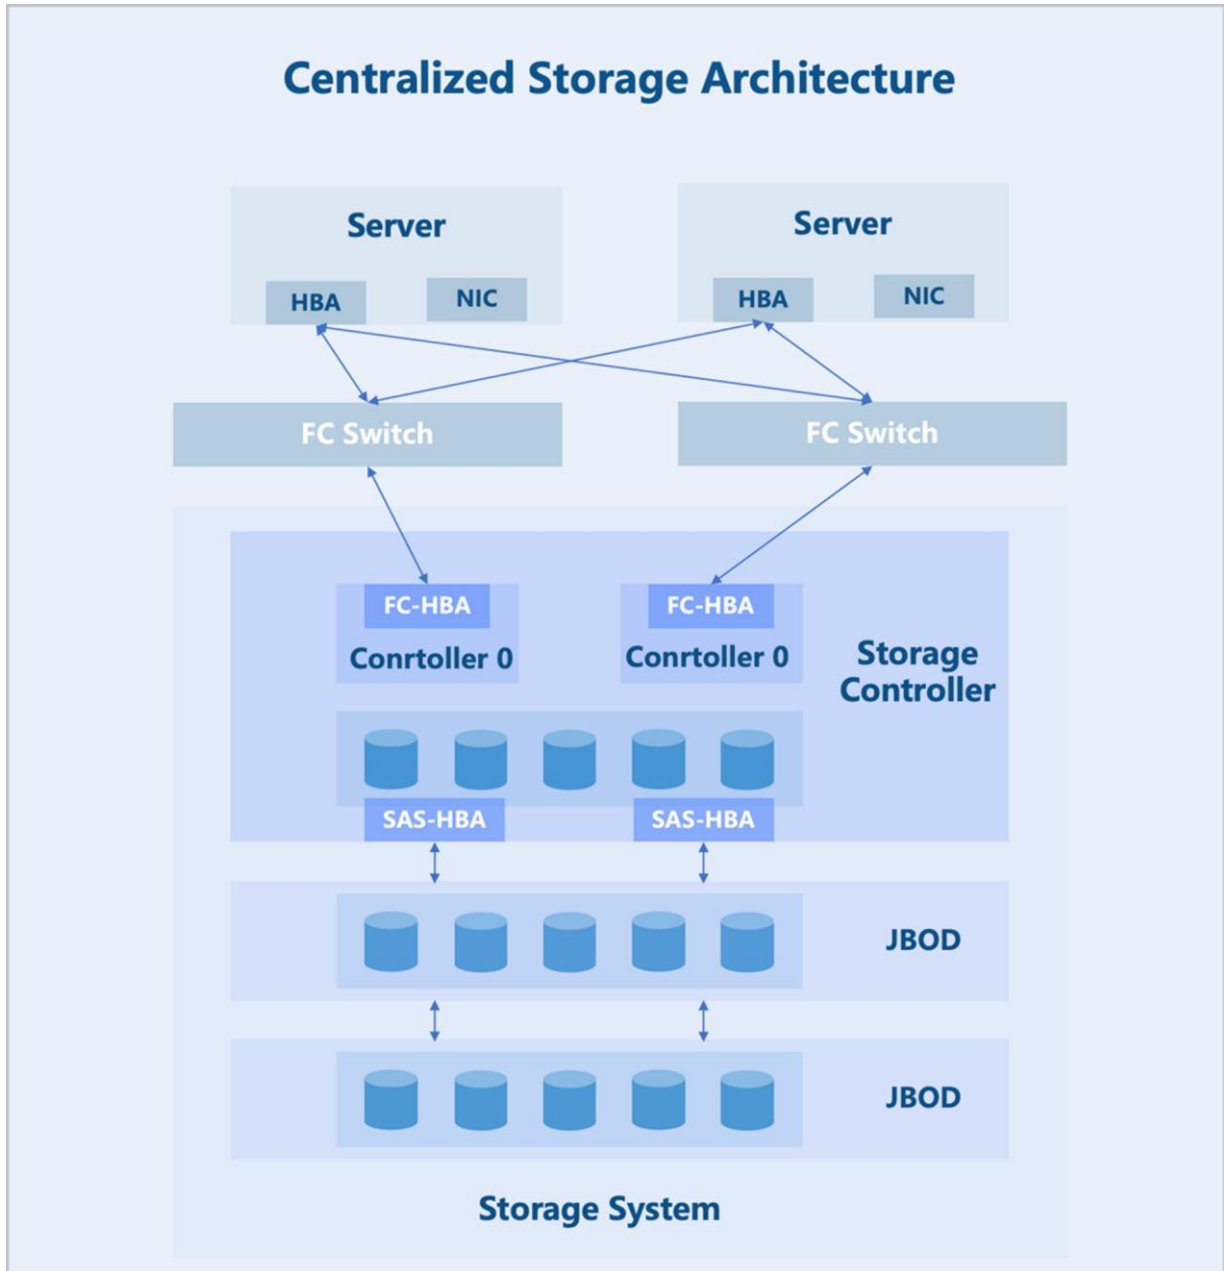 Centralized Storage Architecture
Server
Server
HBA
NIC
HBA
NIC
FC Switch
FC Switch
FC-HBA
FC-HBA
Conrtoller 0
Conrtoller 0
Storage
Controller
SAS-HBA
SAS-HBA
JBOD
JBOD
Storage System